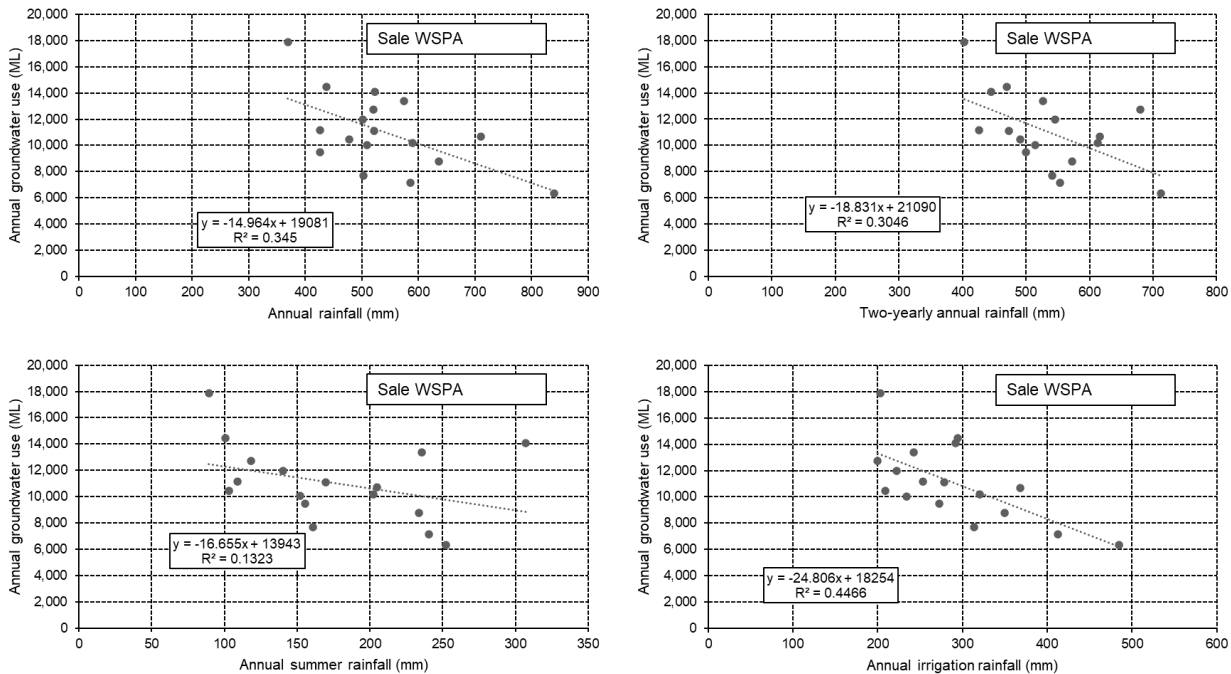 20,000
18,000
16,000
14,000
12,000
10,000
8,000
6,000
4,000
2,000
0
Annual groundwater use (ML)
Sale WSPA
y = -14.964x + 19081
R² = 0.345
0 100 200 300 400 500 600 700 800 900
Annual rainfall (mm)
20,000
18,000
16,000
14,000
12,000
10,000
8,000
6,000
4,000
2,000
0
Annual groundwater use (ML)
Sale WSPA
y = -18.831x + 21090
R² = 0.3046
0 100 200 300 400 500 600 700 800
Two-yearly annual rainfall (mm)
20,000
18,000
16,000
14,000
12,000
10,000
8,000
6,000
4,000
2,000
0
Annual groundwater use (ML)
Sale WSPA
y = -16.655x + 13943
R² = 0.1323
0 50 100 150 200 250 300 350
Annual summer rainfall (mm)
20,000
18,000
16,000
14,000
12,000
10,000
8,000
6,000
4,000
2,000
0
Annual groundwater use (ML)
Sale WSPA
y = -24.806x + 18254
R² = 0.4466
0 100 200 300 400 500 600
Annual irrigation rainfall (mm)